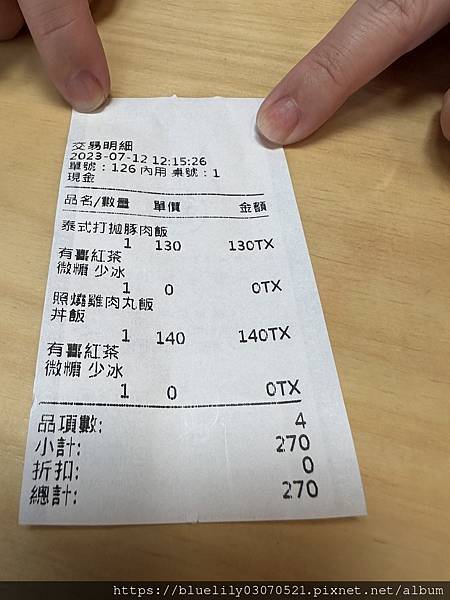 交易明細
2023-07-12 12:15:26
單號：126 內用 桌號：1
現金
品名/數量 單價 金額
泰式打拋豚肉飯
1 130 130TX
有囍紅茶
微糖 少冰
1 0 0TX
照燒雞肉丸飯
丼飯
1 140 140TX
有囍紅茶
微糖 少冰
1 0 0TX
品項數: 4
小計: 270
折扣: 0
總計: 270
https://bluelily03070521.pixnet.net/album